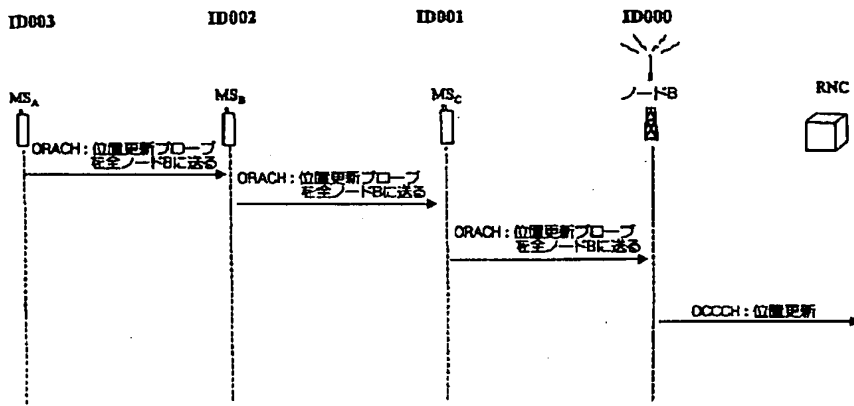 ID003
ID002
ID001
ID000
MSA
MSB
MSC
ノードB
RNC
ORACH：位置更新プローブ
を全ノードBに送る
ORACH：位置更新プローブ
を全ノードBに送る
ORACH：位置更新プローブ
を全ノードBに送る
OCCCH：位置更新